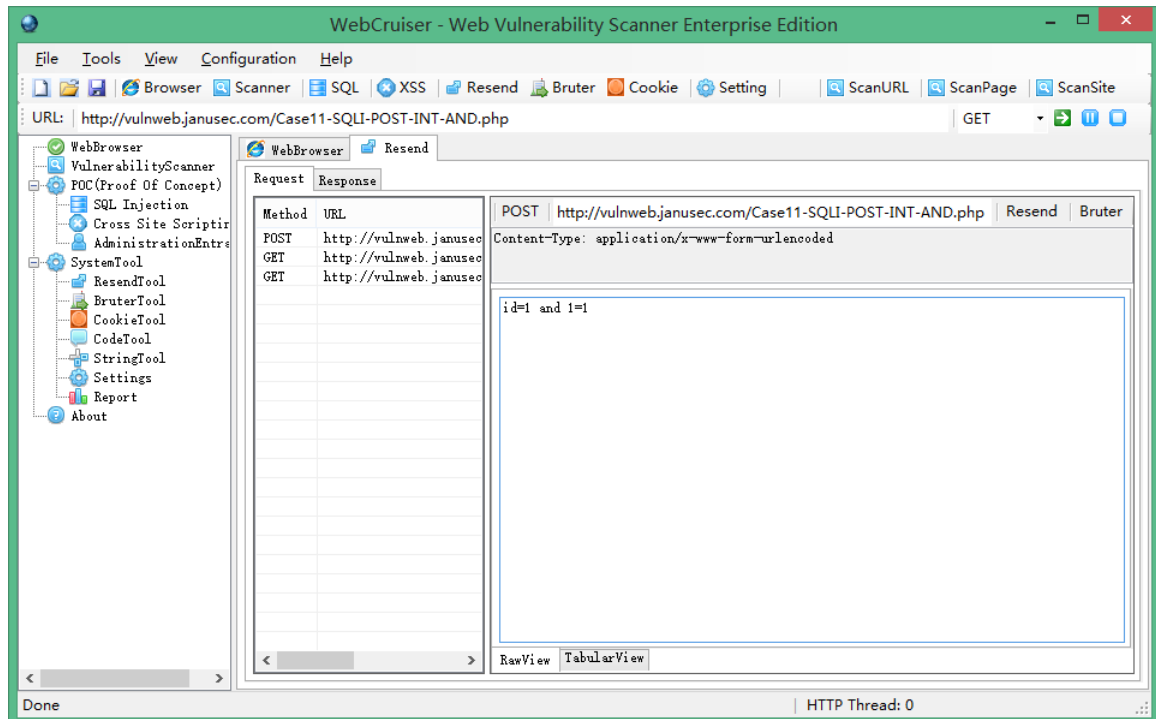 WebCruiser - Web Vulnerability Scanner Enterprise Edition
File Tools View Configuration Help
Browser Scanner SQL XSS Resend Bruter Cookie Setting ScanURL ScanPage ScanSite
URL: http://vulnweb.janusec.com/Case11-SQLI-POST-INT-AND.php GET
WebBrowser
VulnerabilityScanner
POC(Proof Of Concept)
SQL Injection
Cross Site Scriptir
AdministrationEntra
SystemTool
ResendTool
BruterTool
CookieTool
CodeTool
StringTool
Settings
Report
About
WebBrowser Resend
Request Response
Method URL
POST http://vulnweb.janusec
GET http://vulnweb.janusec
GET http://vulnweb.janusec
POST http://vulnweb.janusec.com/Case11-SQLI-POST-INT-AND.php Resend Bruter
Content-Type: application/x-www-form-urlencoded
id=1 and 1=1
RawView TabularView
Done HTTP Thread: 0